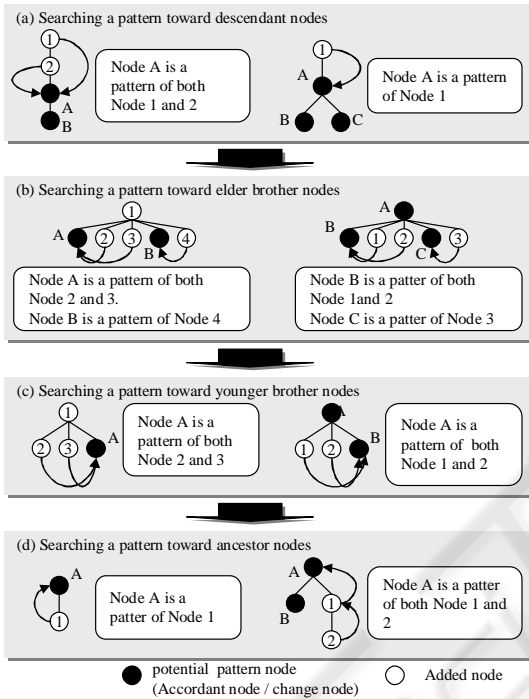 (a) Searching a pattern toward descendant nodes
1
2
A
B
Node A is a
pattern of both
Node 1 and 2
1
A
B
C
Node A is a pattern
of Node 1
(b) Searching a pattern toward elder brother nodes
1
A
2
3
B
4
Node A is a pattern of both
Node 2 and 3.
Node B is a pattern of Node 4
A
B
1
2
C
3
Node B is a patter of both
Node 1and 2
Node C is a patter of Node 3
(c) Searching a pattern toward younger brother nodes
1
2
3
A
Node A is a
pattern of both
Node 2 and 3
A
1
2
B
Node A is a
pattern of both
Node 1 and 2
(d) Searching a pattern toward ancestor nodes
A
1
Node A is a
patter of Node 1
A
B
1
2
Node A is a patter
of both Node 1 and
2
potential pattern node
(Accordant node / change node)
Added node